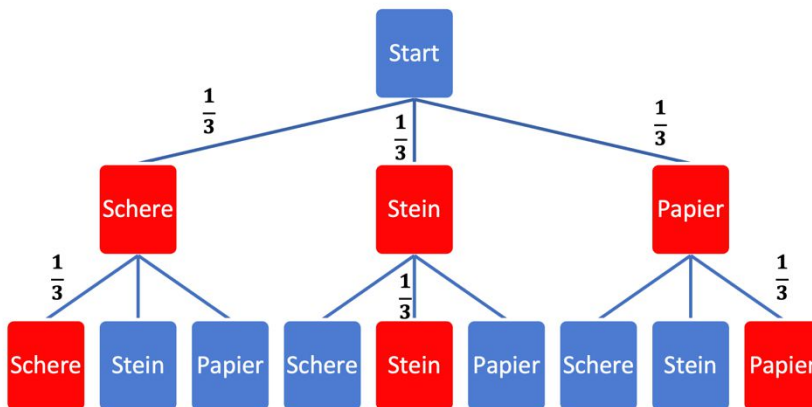 Start
1/3 1/3 1/3
Schere Stein Papier
1/3 1/3 1/3
Schere Stein Papier Schere Stein Papier Schere Stein Papier